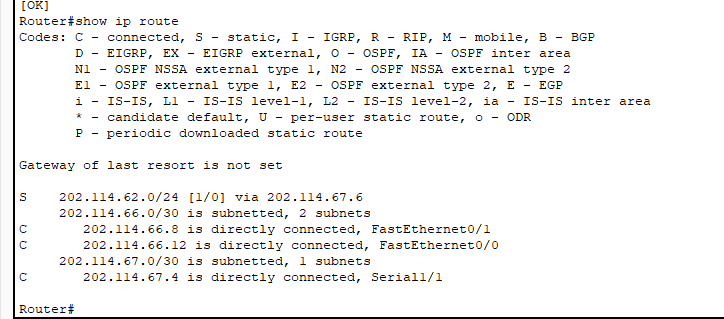 [OK]
Router#show ip route
Codes: C - connected, S - static, I - IGRP, R - RIP, M - mobile, B - BGP
       D - EIGRP, EX - EIGRP external, O - OSPF, IA - OSPF inter area
       N1 - OSPF NSSA external type 1, N2 - OSPF NSSA external type 2
       E1 - OSPF external type 1, E2 - OSPF external type 2, E - EGP
       i - IS-IS, L1 - IS-IS level-1, L2 - IS-IS level-2, ia - IS-IS inter area
       * - candidate default, U - per-user static route, o - ODR
       P - periodic downloaded static route

Gateway of last resort is not set

S    202.114.62.0/24 [1/0] via 202.114.67.6
     202.114.66.0/30 is subnetted, 2 subnets
C       202.114.66.8 is directly connected, FastEthernet0/1
C       202.114.66.12 is directly connected, FastEthernet0/0
     202.114.67.0/30 is subnetted, 1 subnets
C       202.114.67.4 is directly connected, Serial1/1

Router#